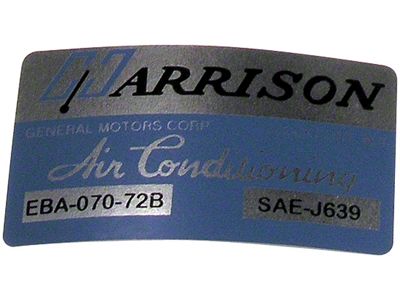 HARRISON
GENERAL MOTORS CORP.
Air Conditioning
EBA-070-72B SAE-J639